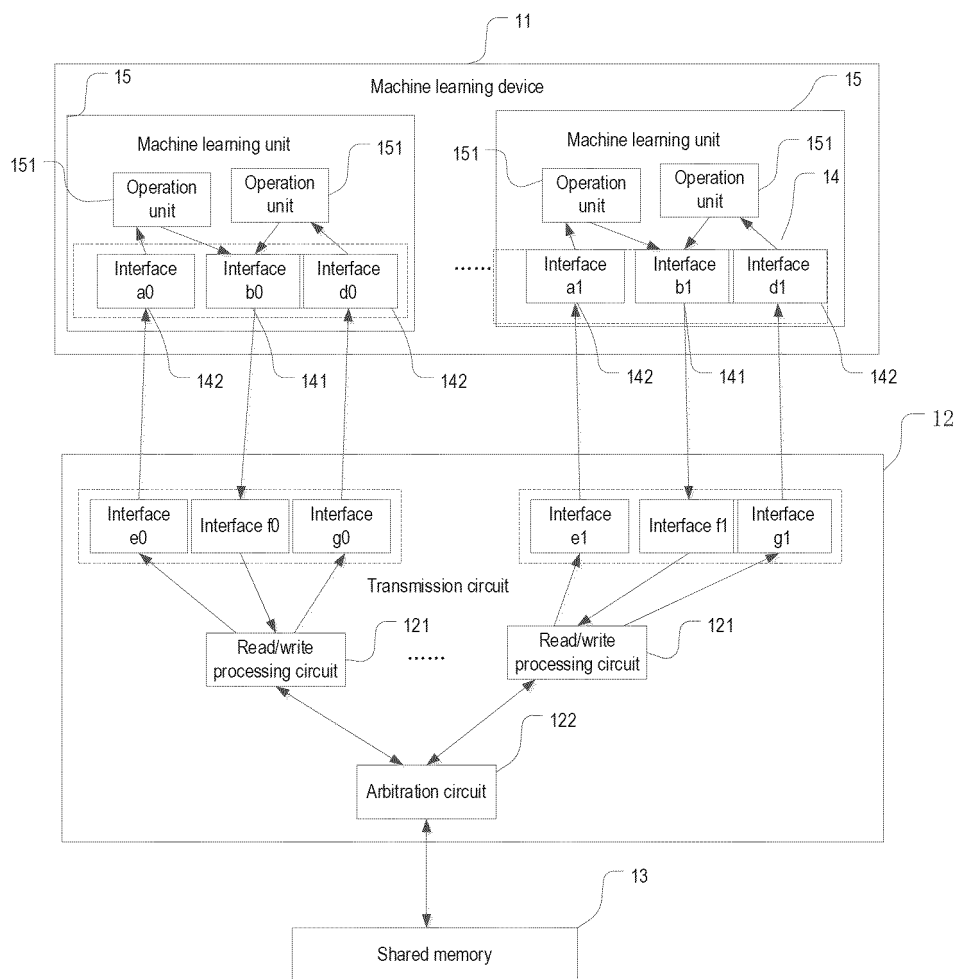 11
15
Machine learning device
15
Machine learning unit
Machine learning unit
151
151
151
151
14
Operation
unit
Operation
unit
Operation
unit
Operation
unit
Interface
a0
Interface
b0
Interface
d0
......
Interface
a1
Interface
b1
Interface
d1
142
141
142
142
141
142
12
Interface
e0
Interface f0
Interface
g0
Interface
e1
Interface f1
Interface
g1
Transmission circuit
121
121
Read/write
processing circuit
......
Read/write
processing circuit
122
Arbitration circuit
13
Shared memory